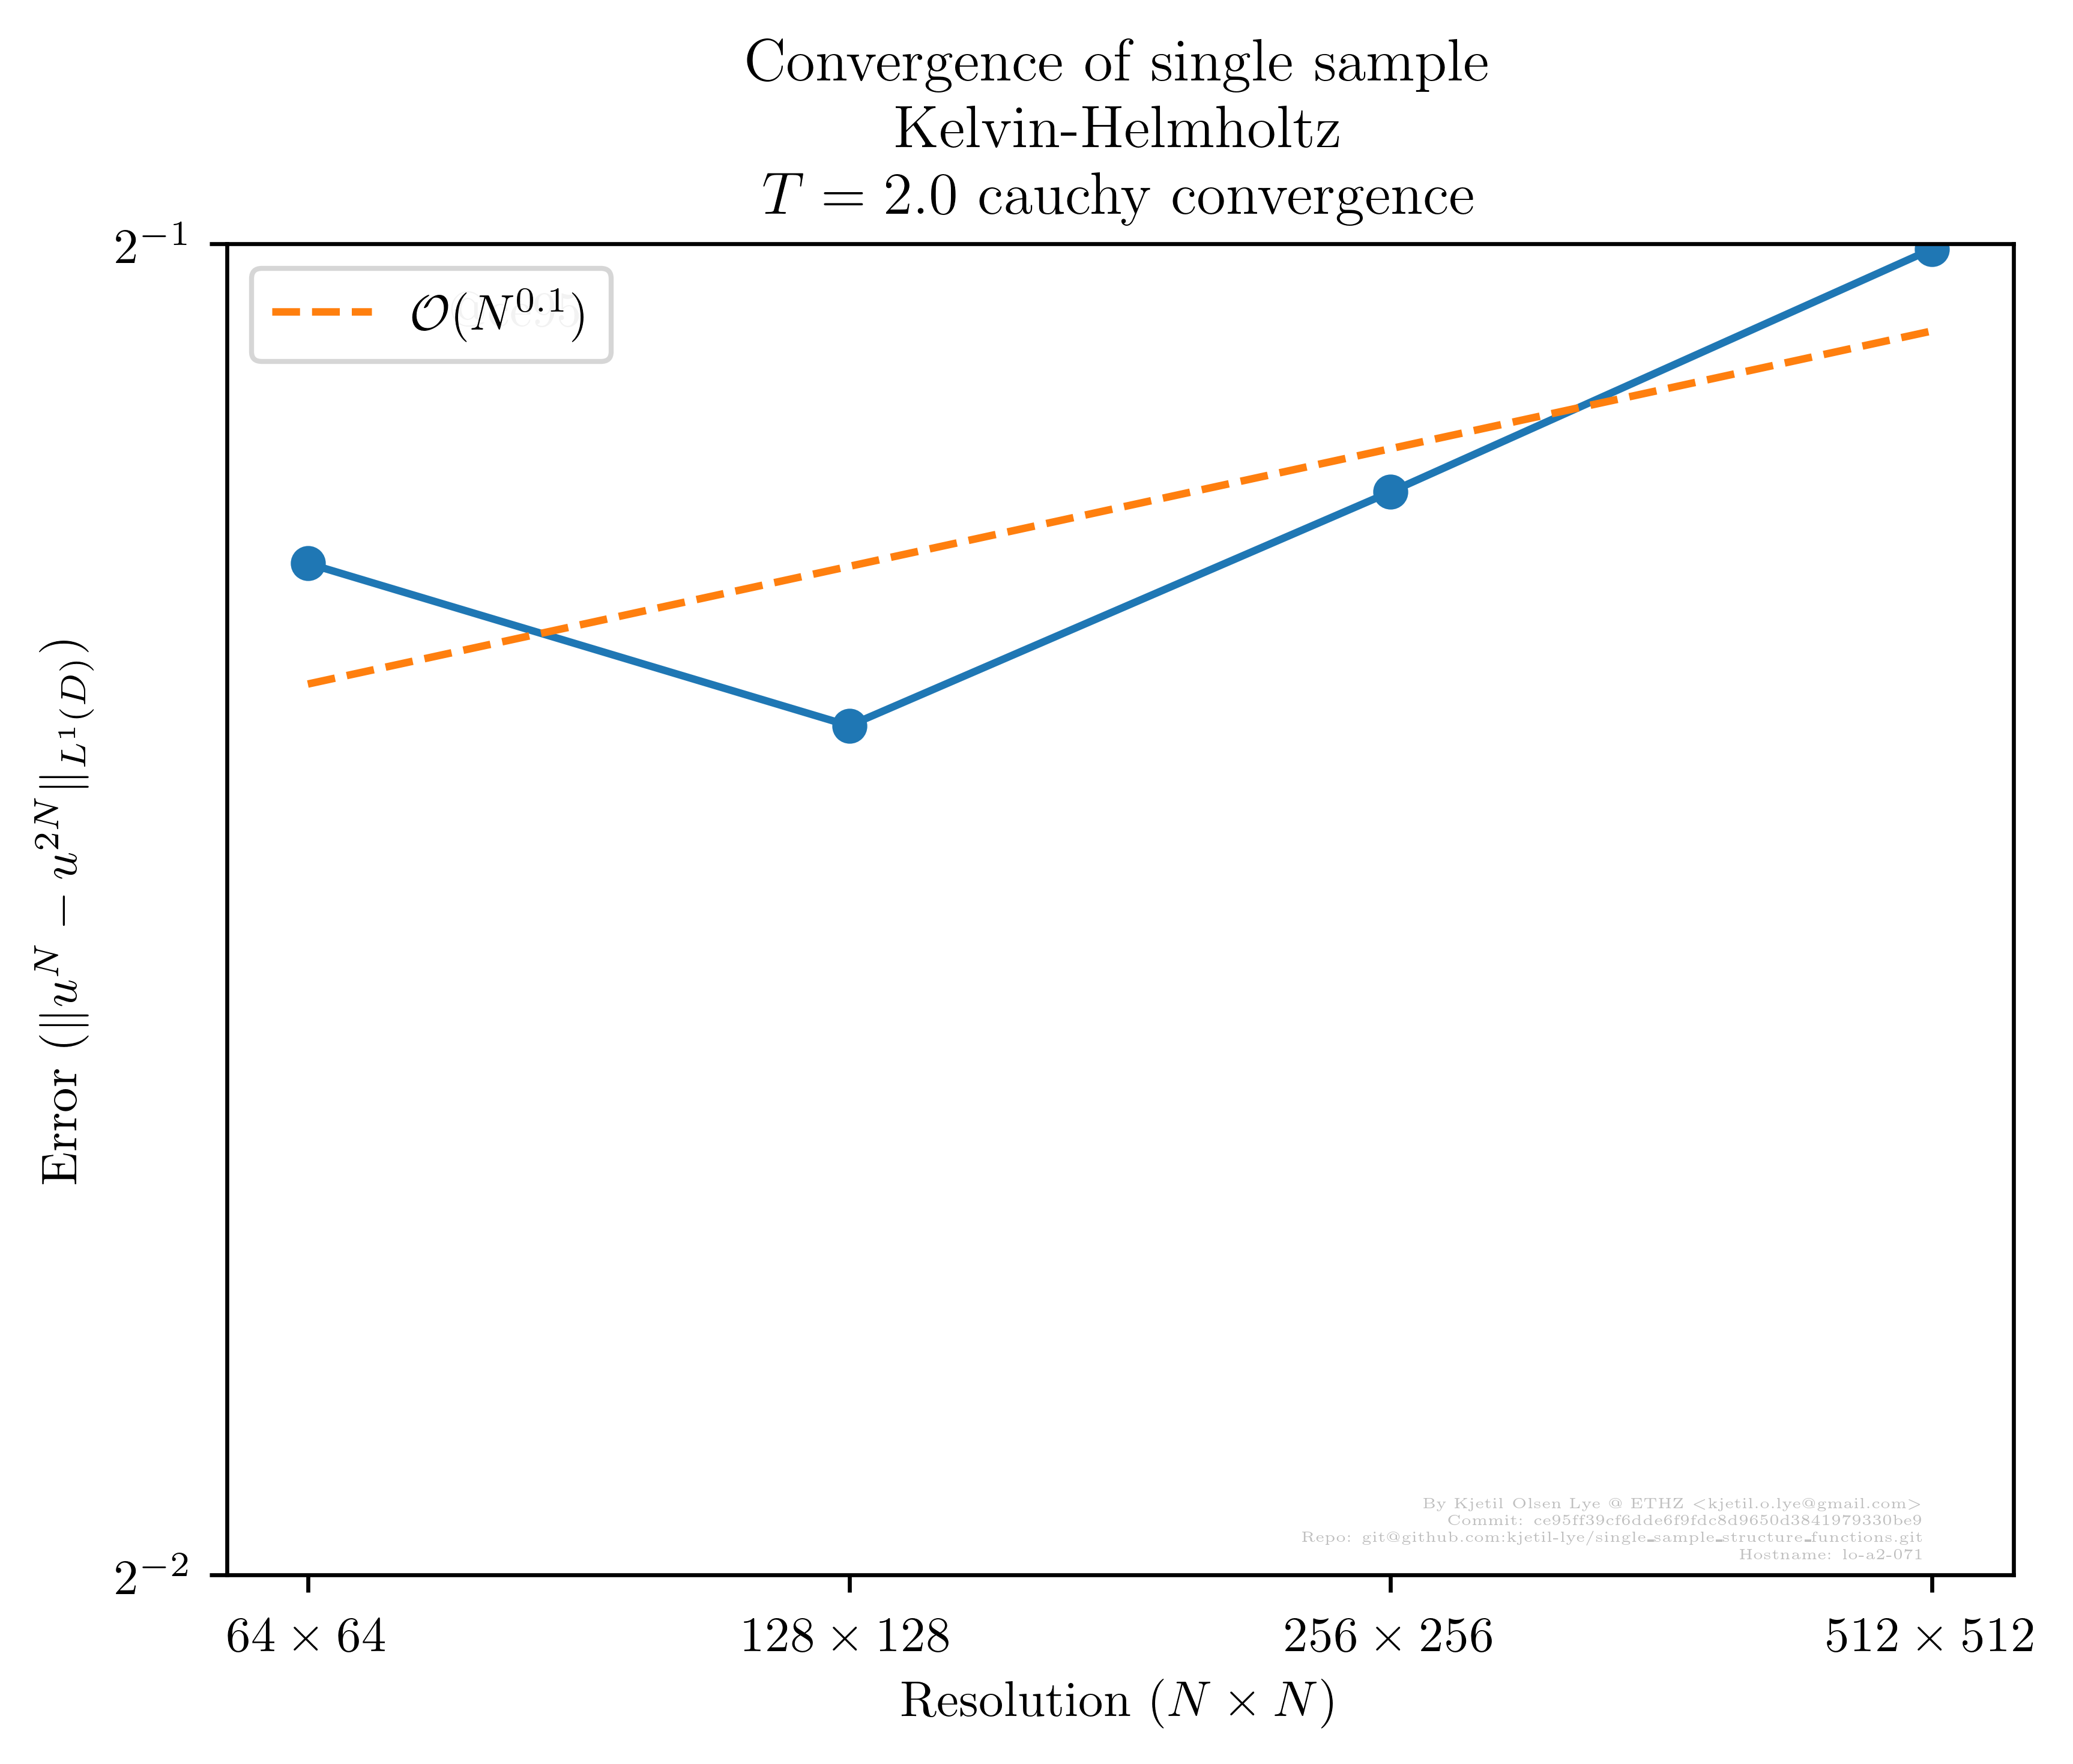 Convergence of single sample
Kelvin-Helmholtz
T = 2.0 cauchy convergence
2^{-1}
O(N^{0.1})
Error (||u^N − u^{2N}||_{L^1(D)})
2^{-2}
By Kjetil Olsen Lye @ ETHZ <kjetil.o.lye@gmail.com>
Commit: ce95ff39cf6dde6f9fdc8d9650d3841979330be9
Repo: git@github.com:kjetil-lye/single_sample_structure_functions.git
Hostname: lo-a2-071
64 × 64 128 × 128 256 × 256 512 × 512
Resolution (N × N)